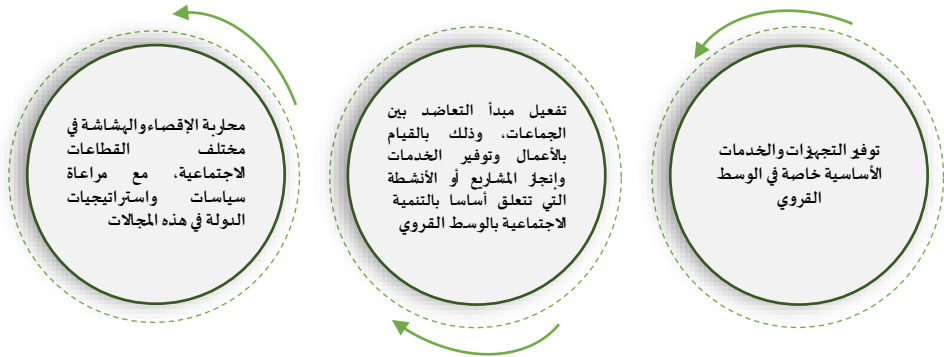 توفير التجهيزات والخدمات
الأساسية خاصة في الوسط
القروي
تفعيل مبدأ التعاضد بين
الجماعات، وذلك بالقيام
بالأعمال وتوفير الخدمات
وإنجاز المشاريع أو الأنشطة
التي تتعلق أساسا بالتنمية
الاجتماعية بالوسط القروي
محاربة الإقصاء والهشاشة في
مختلف القطاعات
الاجتماعية، مع مراعاة
سياسات واستراتيجيات
الدولة في هذه المجالات